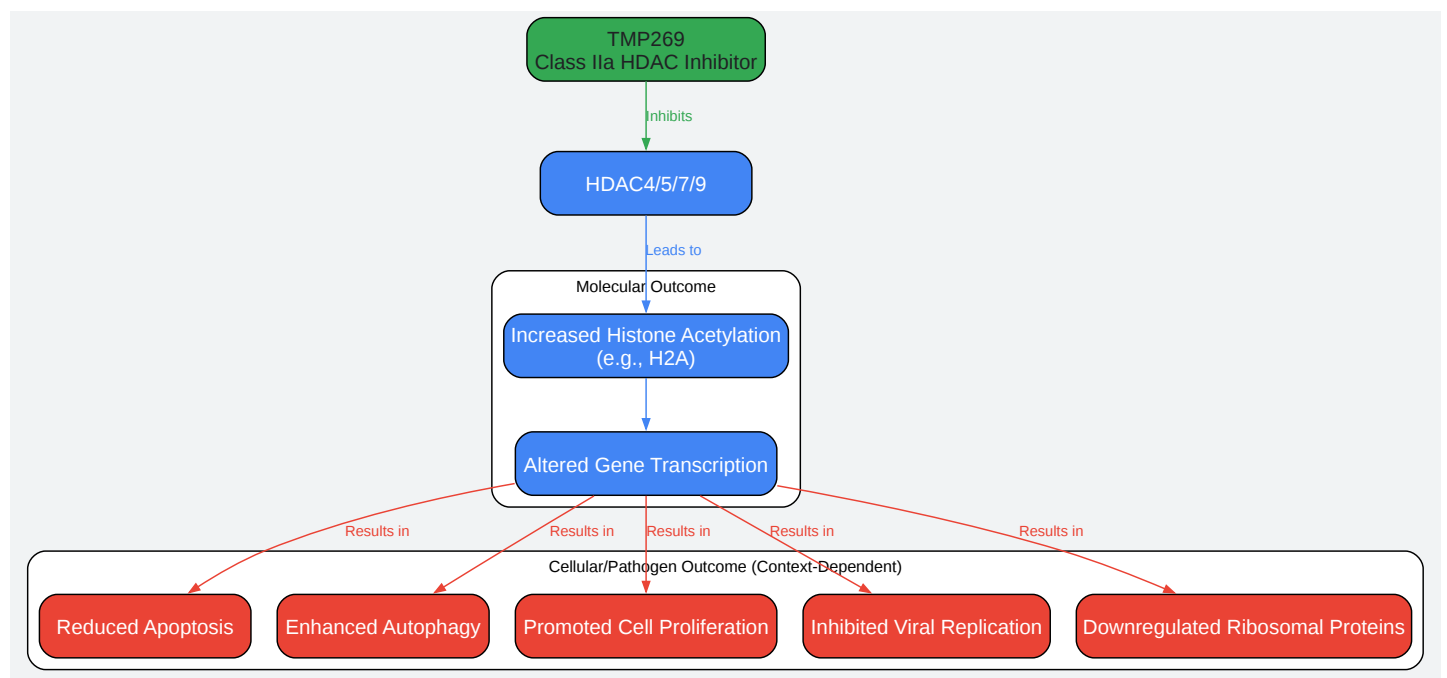 TMP269
Class IIa HDAC Inhibitor
Inhibits
HDAC4/5/7/9
Leads to
Molecular Outcome
Increased Histone Acetylation
(e.g., H2A)
Altered Gene Transcription
Results in
Results in
Results in
Results in
Results in
Cellular/Pathogen Outcome (Context-Dependent)
Reduced Apoptosis
Enhanced Autophagy
Promoted Cell Proliferation
Inhibited Viral Replication
Downregulated Ribosomal Proteins